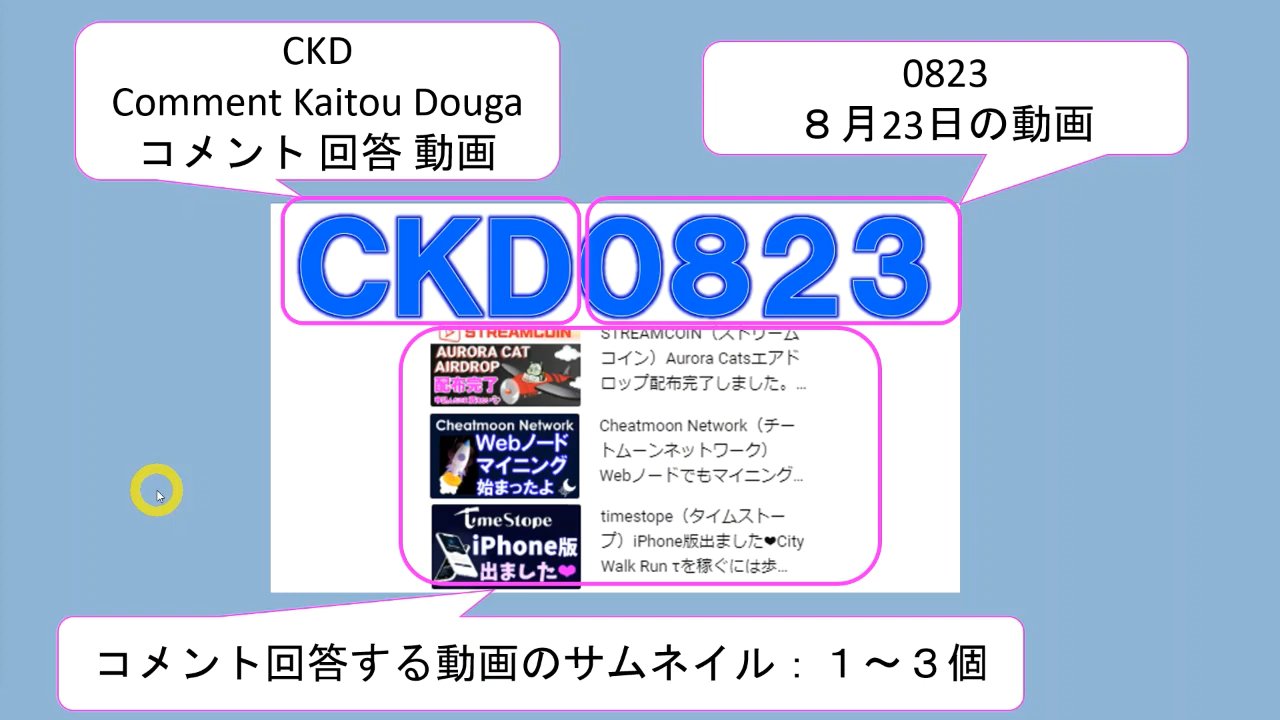 CKD
Comment Kaitou Douga
コメント 回答 動画
0823
８月23日の動画
CKD0823
STREAMCOIN
AURORA CAT
AIRDROP
配布完了
STREAMCOIN（ストリーム
コイン）Aurora Catsエアド
ロップ配布完了しました。...
Cheatmoon Network
Webノード
マイニング
始まったよ
Cheatmoon Network（チー
トムーンネットワーク）
Webノードでもマイニング...
TimeStope
iPhone版
出ました❤
timestope（タイムストー
プ）iPhone版出ました❤City
Walk Run τを稼ぐには歩...
コメント回答する動画のサムネイル：１～３個